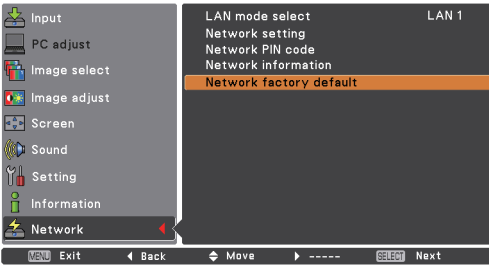 Input
PC adjust
Image select
Image adjust
Screen
Sound
Setting
Information
Network
LAN mode select LAN 1
Network setting
Network PIN code
Network information
Network factory default
MENU Exit Back Move ----- SELECT Next